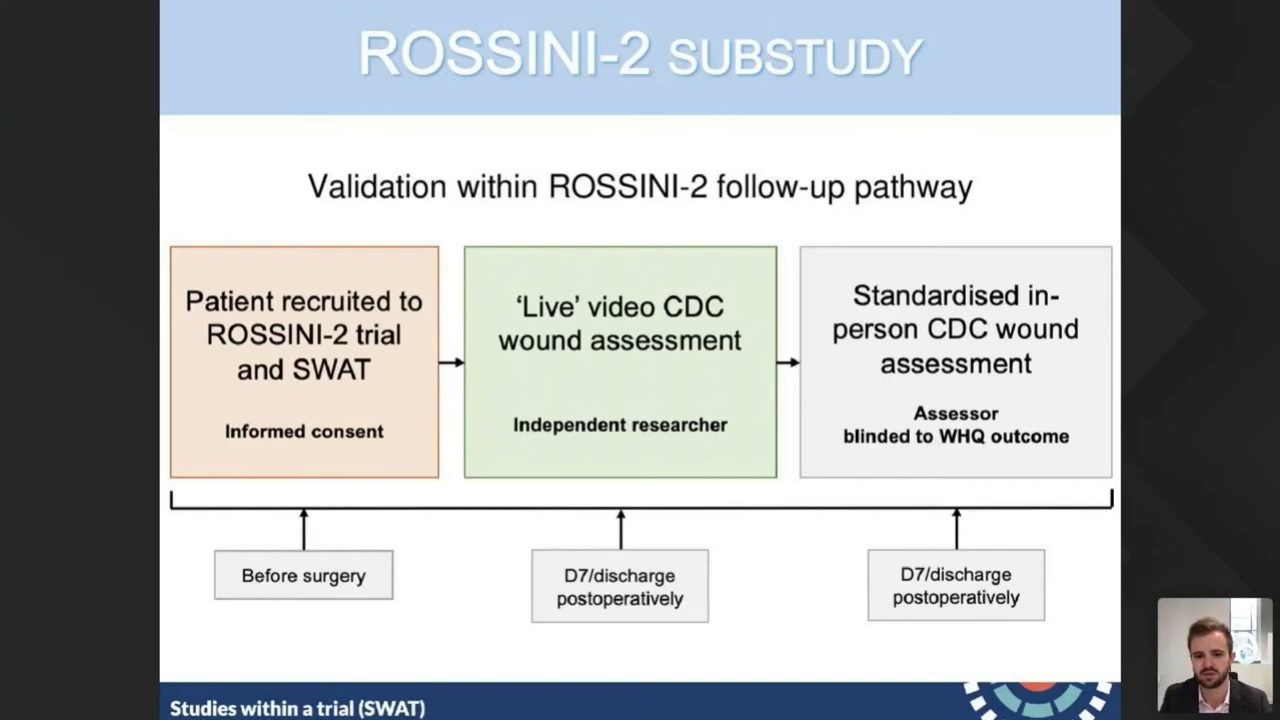 ROSSINI-2 SUBSTUDY
Validation within ROSSINI-2 follow-up pathway
Patient recruited to
ROSSINI-2 trial
and SWAT
Informed consent
‘Live’ video CDC
wound assessment
Independent researcher
Standardised in-
person CDC wound
assessment
Assessor
blinded to WHQ outcome
Before surgery
D7/discharge
postoperatively
D7/discharge
postoperatively
Studies within a trial (SWAT)